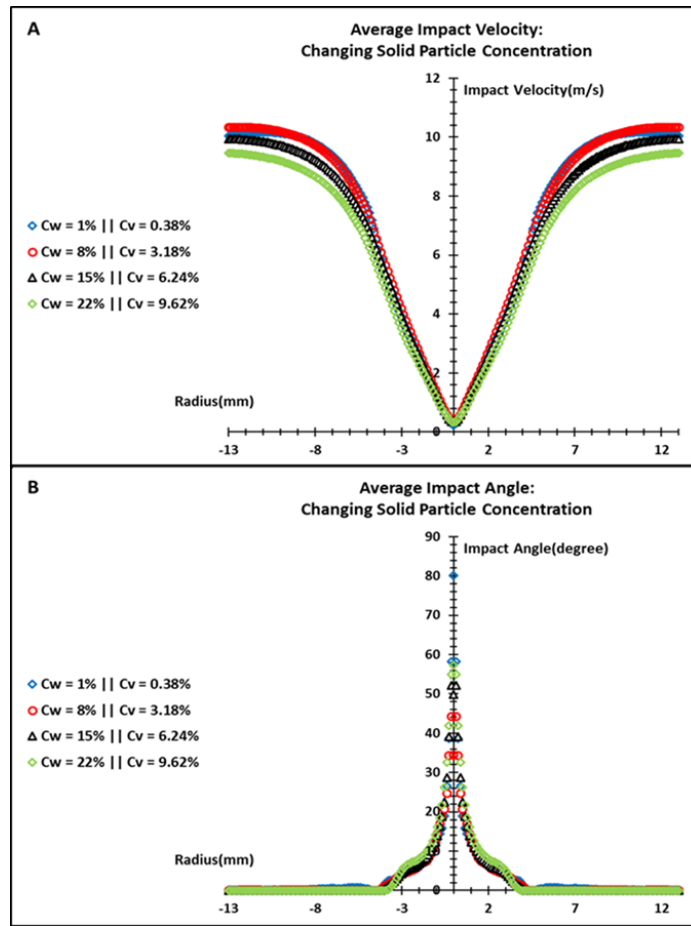 A
Average Impact Velocity:
Changing Solid Particle Concentration
12
Impact Velocity(m/s)
10
8
Cw = 1% || Cv = 0.38%
Cw = 8% || Cv = 3.18%
6
Cw = 15% || Cv = 6.24%
Cw = 22% || Cv = 9.62%
4
2
Radius(mm)
0
-13 -8 -3 2 7 12
B
Average Impact Angle:
Changing Solid Particle Concentration
90
Impact Angle(degree)
80
70
60
Cw = 1% || Cv = 0.38%
50
Cw = 8% || Cv = 3.18%
40
Cw = 15% || Cv = 6.24%
30
Cw = 22% || Cv = 9.62%
20
10
Radius(mm)
0
-13 -8 -3 2 7 12